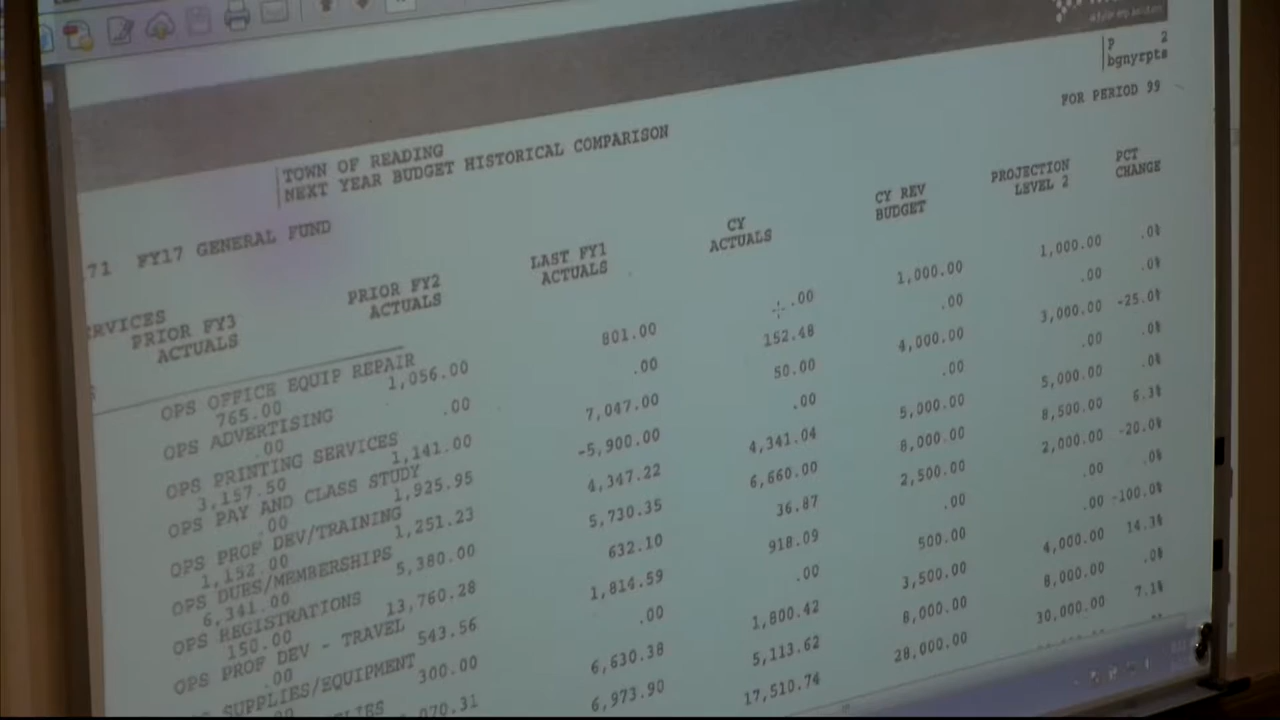 P 2
bgnyrpts
TOWN OF READING
NEXT YEAR BUDGET HISTORICAL COMPARISON
FOR PERIOD 99
71 FY17 GENERAL FUND
PRIOR FY3 ACTUALS
PRIOR FY2 ACTUALS
LAST FY1 ACTUALS
CY ACTUALS
CY REV BUDGET
PROJECTION LEVEL 2
PCT CHANGE
OPS OFFICE EQUIP REPAIR
765.00 1,056.00 801.00 .00 1,000.00 1,000.00 .0%
OPS ADVERTISING
.00 .00 .00 152.48 .00 .00 .0%
OPS PRINTING SERVICES
3,157.50 1,141.00 7,047.00 50.00 4,000.00 3,000.00 -25.0%
OPS PAY AND CLASS STUDY
.00 1,925.95 -5,900.00 .00 .00 .00 .0%
OPS PROF DEV/TRAINING
1,152.00 1,251.23 4,347.22 4,341.04 5,000.00 5,000.00 .0%
OPS DUES/MEMBERSHIPS
6,341.00 5,380.00 5,730.35 6,660.00 8,000.00 8,500.00 6.3%
OPS REGISTRATIONS
150.00 13,760.28 632.10 36.87 2,500.00 2,000.00 -20.0%
OPS PROF DEV - TRAVEL
.00 543.56 1,814.59 918.09 .00 .00 .0%
SUPPLIES/EQUIPMENT
300.00 .00 .00 500.00 .00 -100.0%
6,630.38 1,800.42 3,500.00 4,000.00 14.3%
6,973.90 5,113.62 8,000.00 8,000.00 .0%
17,510.74 28,000.00 30,000.00 7.1%